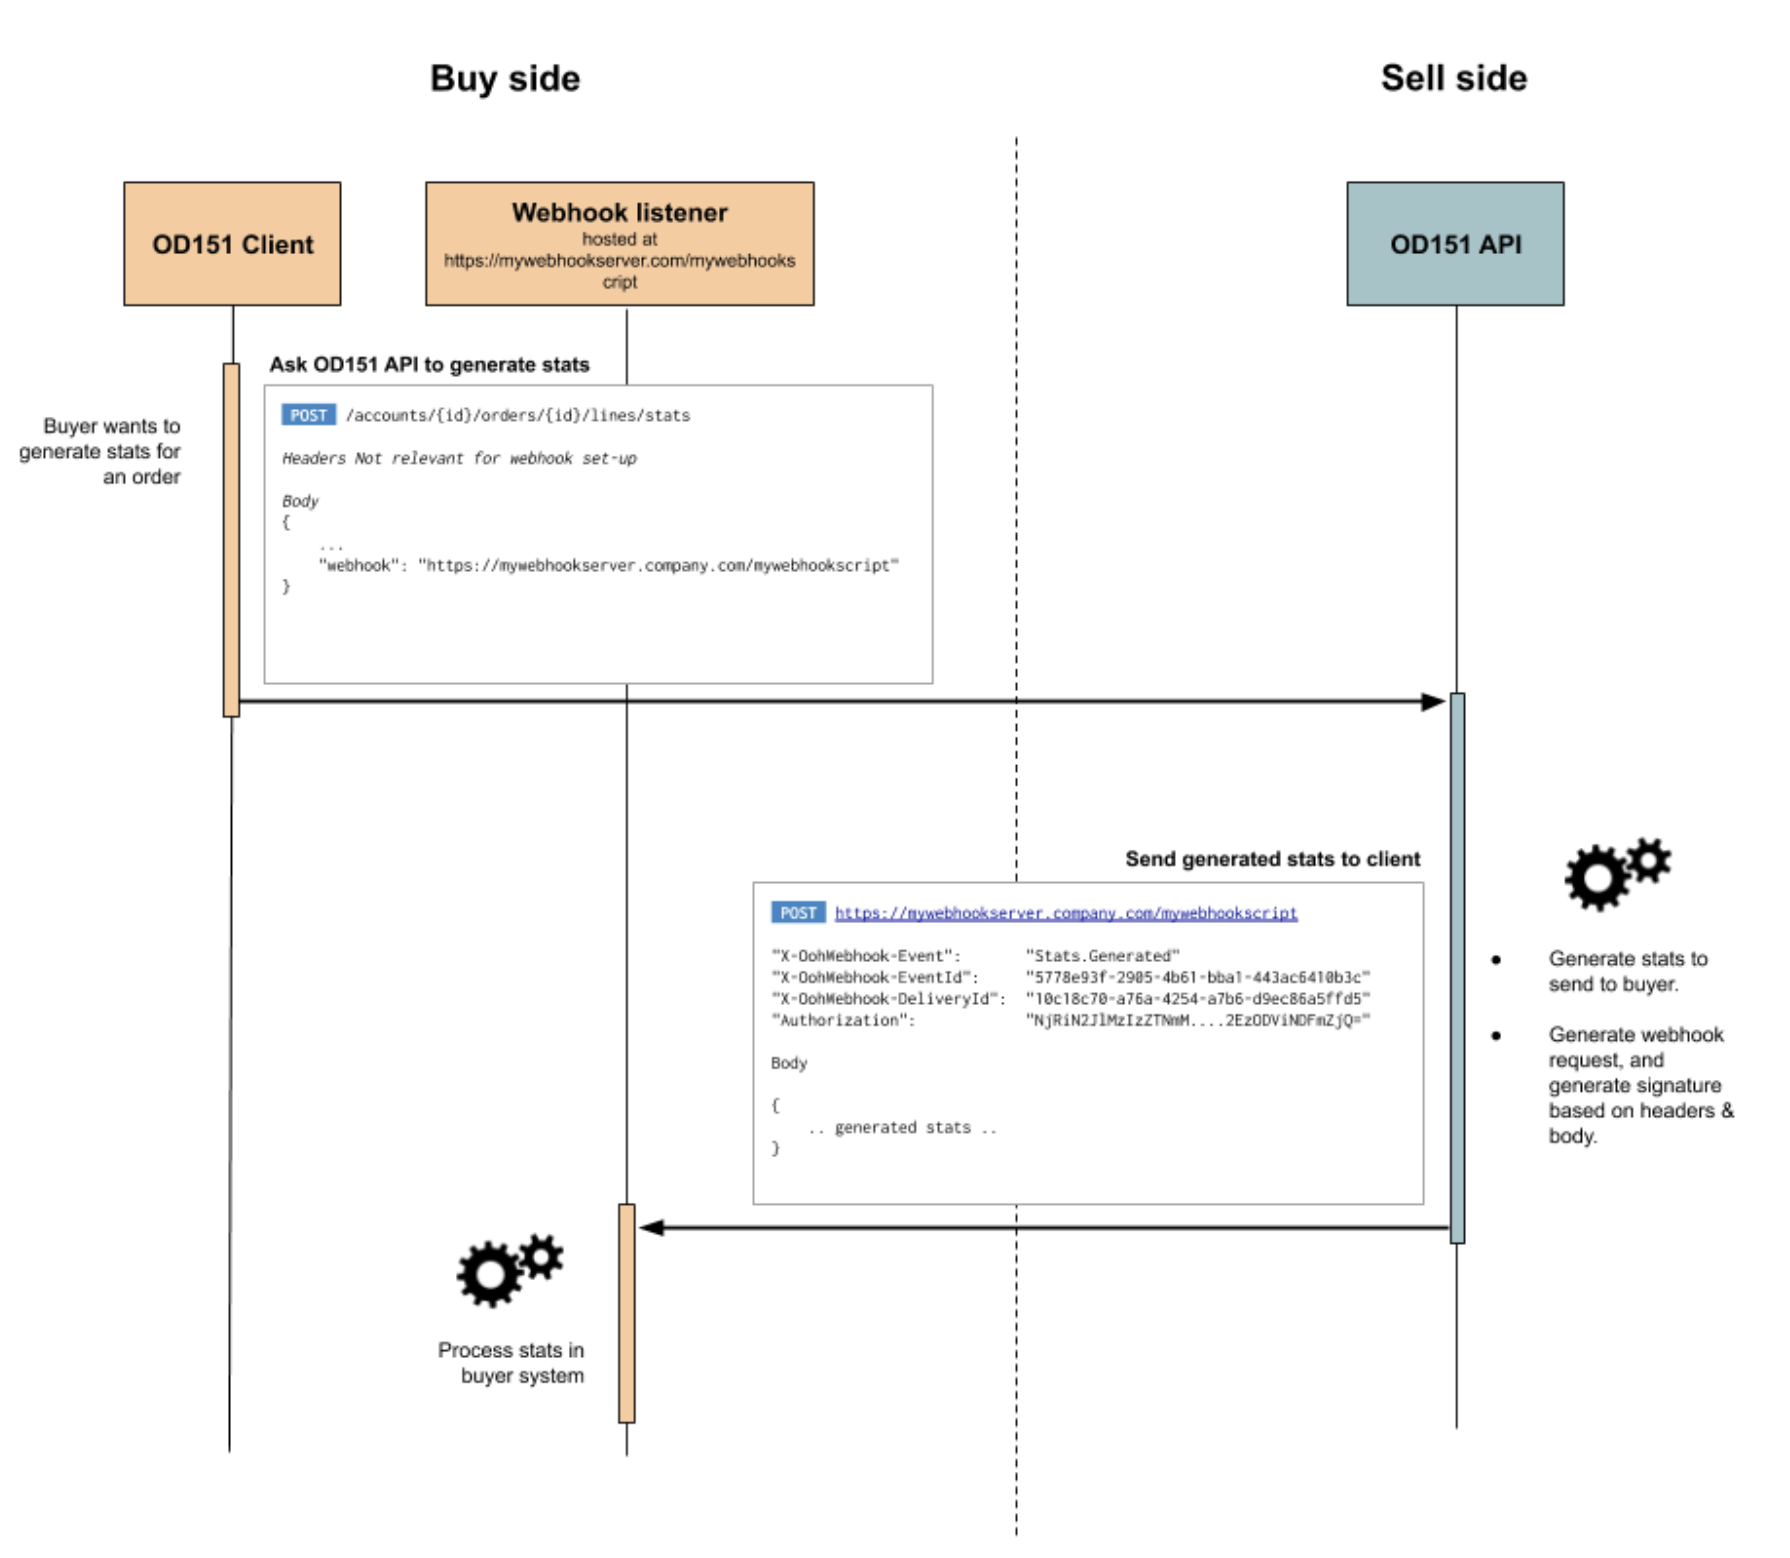 Buy side
Sell side
OD151 Client
Webhook listener
hosted at
https://mywebhookserver.com/mywebhooks
cript
OD151 API
Ask OD151 API to generate stats
Buyer wants to
generate stats for
an order
POST /accounts/{id}/orders/{id}/lines/stats
Headers Not relevant for webhook set-up
Body
{
...
"webhook": "https://mywebhookserver.company.com/mywebhookscript"
}
Send generated stats to client
POST https://mywebhookserver.company.com/mywebhookscript
"X-OohWebhook-Event": "Stats.Generated"
"X-OohWebhook-EventId": "5778e93f-2905-4b61-bba1-443ac6410b3c"
"X-OohWebhook-DeliveryId": "10c18c70-a76a-4254-a7b6-d9ec86a5ffd5"
"Authorization": "NjRiN2JlMzIzZTNmM....2EzODViNDFmZjQ="
Body
{
.. generated stats ..
}
● Generate stats to
send to buyer.
● Generate webhook
request, and
generate signature
based on headers &
body.
Process stats in
buyer system